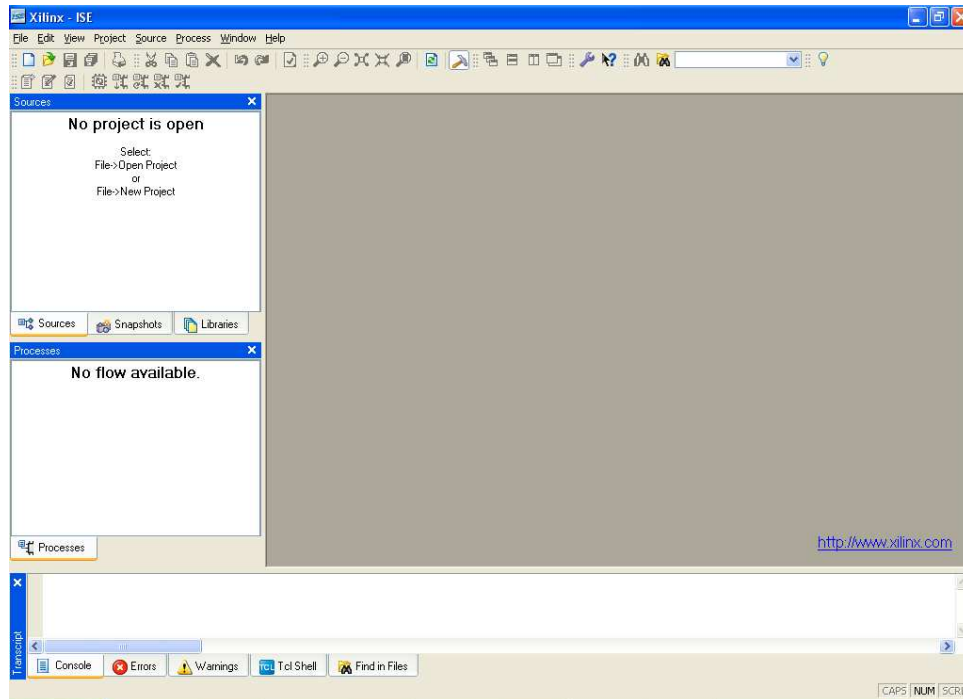 Xilinx - ISE
File Edit View Project Source Process Window Help
Sources
No project is open
Select:
File->Open Project
or
File->New Project
Sources Snapshots Libraries
Processes
No flow available.
Processes
http://www.xilinx.com
Transcript
Console Errors Warnings TCL Tcl Shell Find in Files
CAPS NUM SCRL